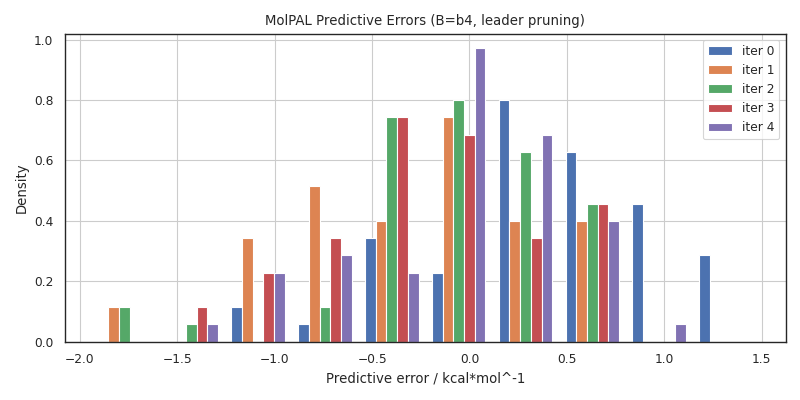 MolPAL Predictive Errors (B=b4, leader pruning)
Density
1.0
0.8
0.6
0.4
0.2
0.0
−2.0 −1.5 −1.0 −0.5 0.0 0.5 1.0 1.5
Predictive error / kcal*mol^-1
iter 0
iter 1
iter 2
iter 3
iter 4